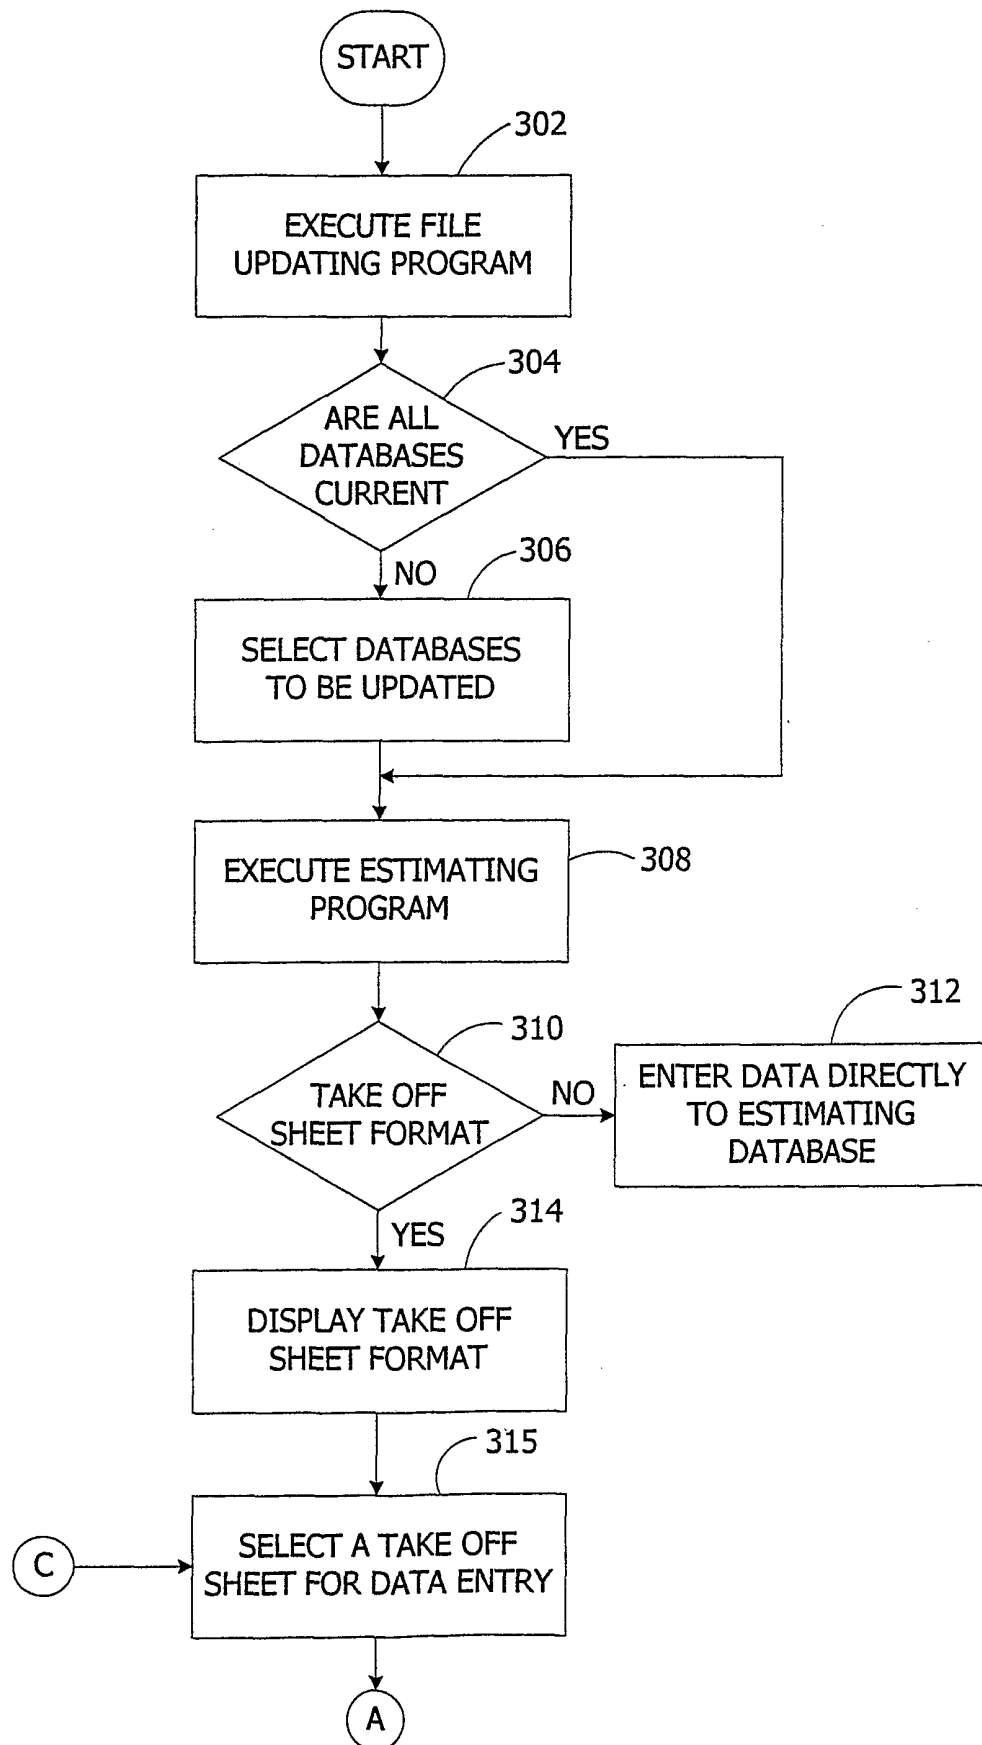 START
302
EXECUTE FILE
UPDATING PROGRAM
304
ARE ALL
DATABASES
CURRENT
YES
NO
306
SELECT DATABASES
TO BE UPDATED
EXECUTE ESTIMATING
PROGRAM
308
310
TAKE OFF
SHEET FORMAT
NO
312
ENTER DATA DIRECTLY
TO ESTIMATING
DATABASE
YES
314
DISPLAY TAKE OFF
SHEET FORMAT
315
C
SELECT A TAKE OFF
SHEET FOR DATA ENTRY
A